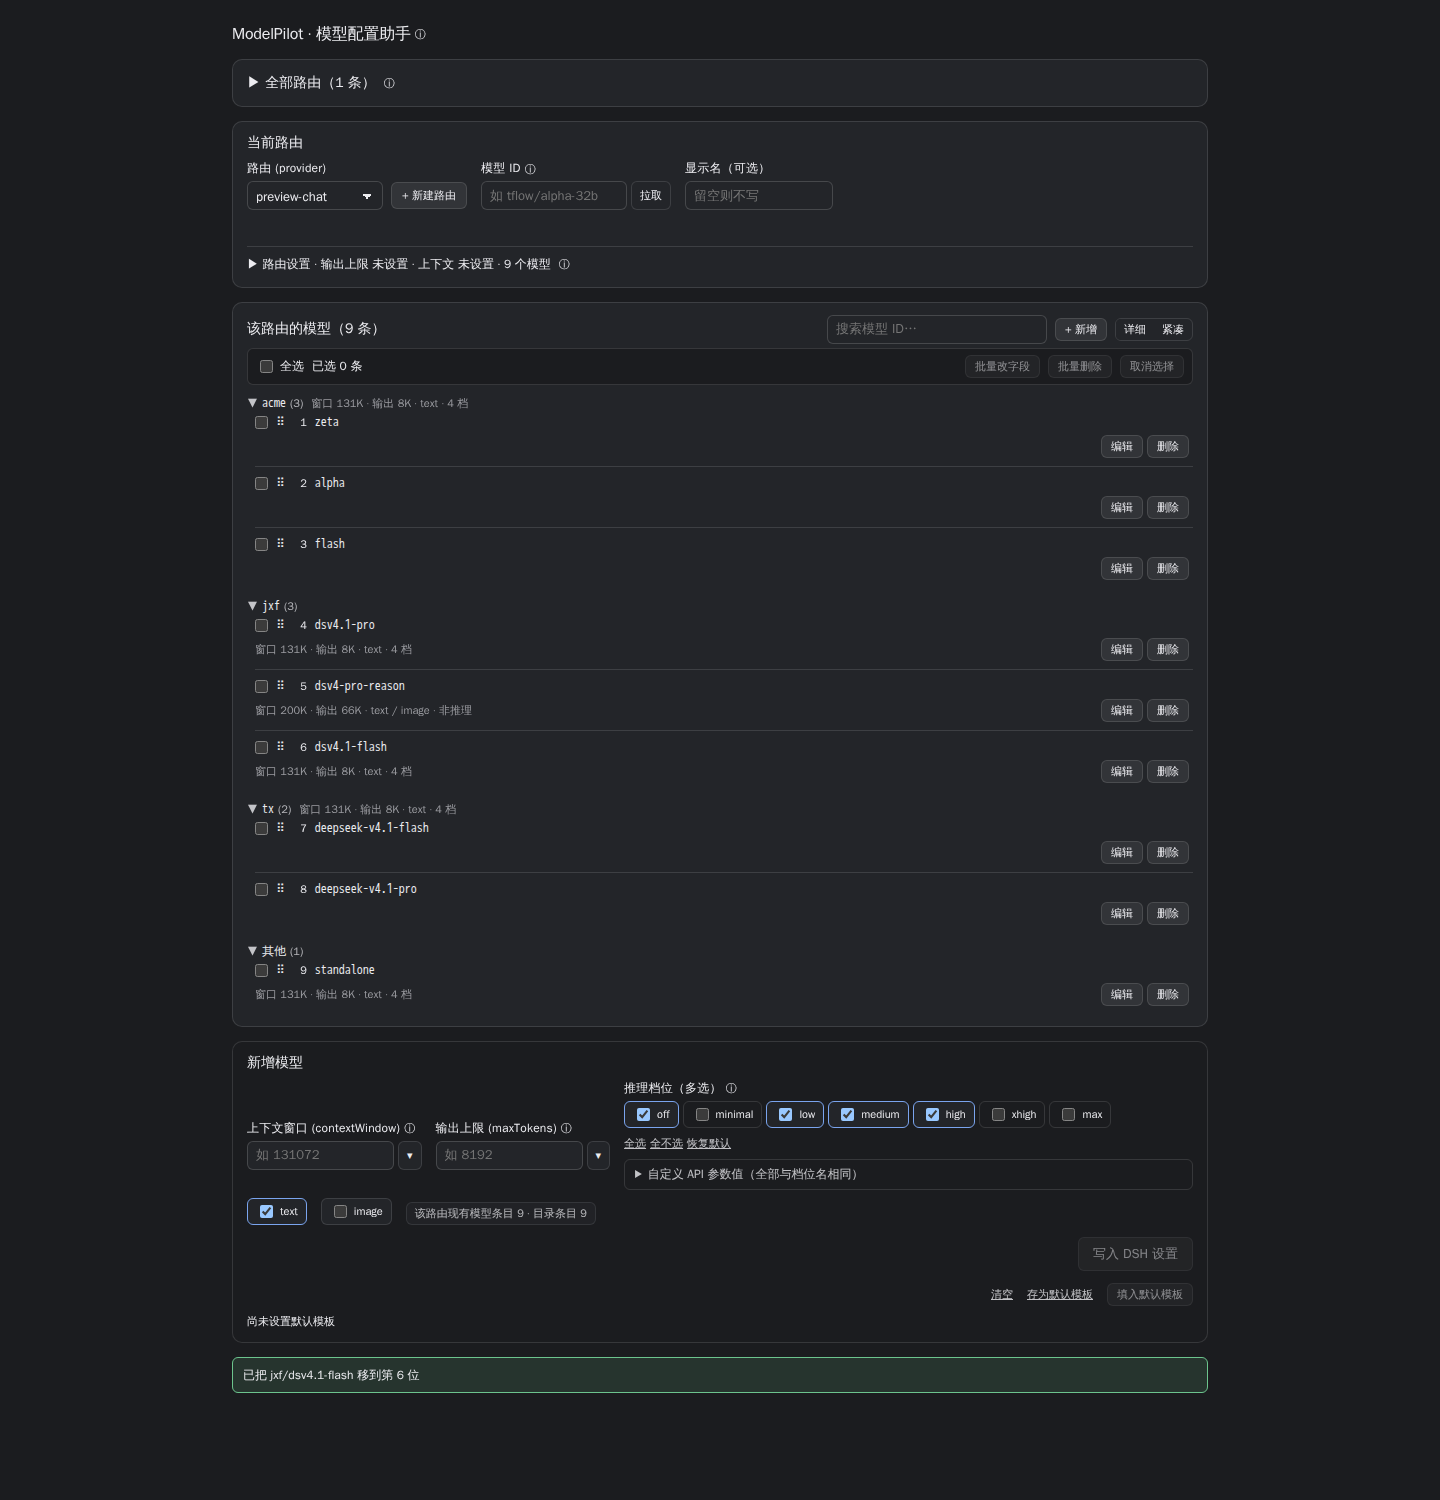 ModelPilot · 模型配置助手 ⓘ
▶ 全部路由（1 条） ⓘ
当前路由
路由 (provider) 模型 ID ⓘ 显示名（可选）
preview-chat + 新建路由 如 tflow/alpha-32b 拉取 留空则不写
▶ 路由设置 · 输出上限 未设置 · 上下文 未设置 · 9 个模型 ⓘ
该路由的模型（9 条） 搜索模型 ID… + 新增 详细 紧凑
全选 已选 0 条 批量改字段 批量删除 取消选择
▼ acme (3) 窗口 131K · 输出 8K · text · 4 档
1 zeta
编辑 删除
2 alpha
编辑 删除
3 flash
编辑 删除
▼ jxf (3)
4 dsv4.1-pro
窗口 131K · 输出 8K · text · 4 档 编辑 删除
5 dsv4-pro-reason
窗口 200K · 输出 66K · text / image · 非推理 编辑 删除
6 dsv4.1-flash
窗口 131K · 输出 8K · text · 4 档 编辑 删除
▼ tx (2) 窗口 131K · 输出 8K · text · 4 档
7 deepseek-v4.1-flash
编辑 删除
8 deepseek-v4.1-pro
编辑 删除
▼ 其他 (1)
9 standalone
窗口 131K · 输出 8K · text · 4 档 编辑 删除
新增模型
推理档位（多选） ⓘ
off minimal low medium high xhigh max
上下文窗口 (contextWindow) ⓘ 输出上限 (maxTokens) ⓘ
全选 全不选 恢复默认
如 131072 ▾ 如 8192 ▾
▶ 自定义 API 参数值（全部与档位名相同）
text image 该路由现有模型条目 9 · 目录条目 9
写入 DSH 设置
清空 存为默认模板 填入默认模板
尚未设置默认模板
已把 jxf/dsv4.1-flash 移到第 6 位